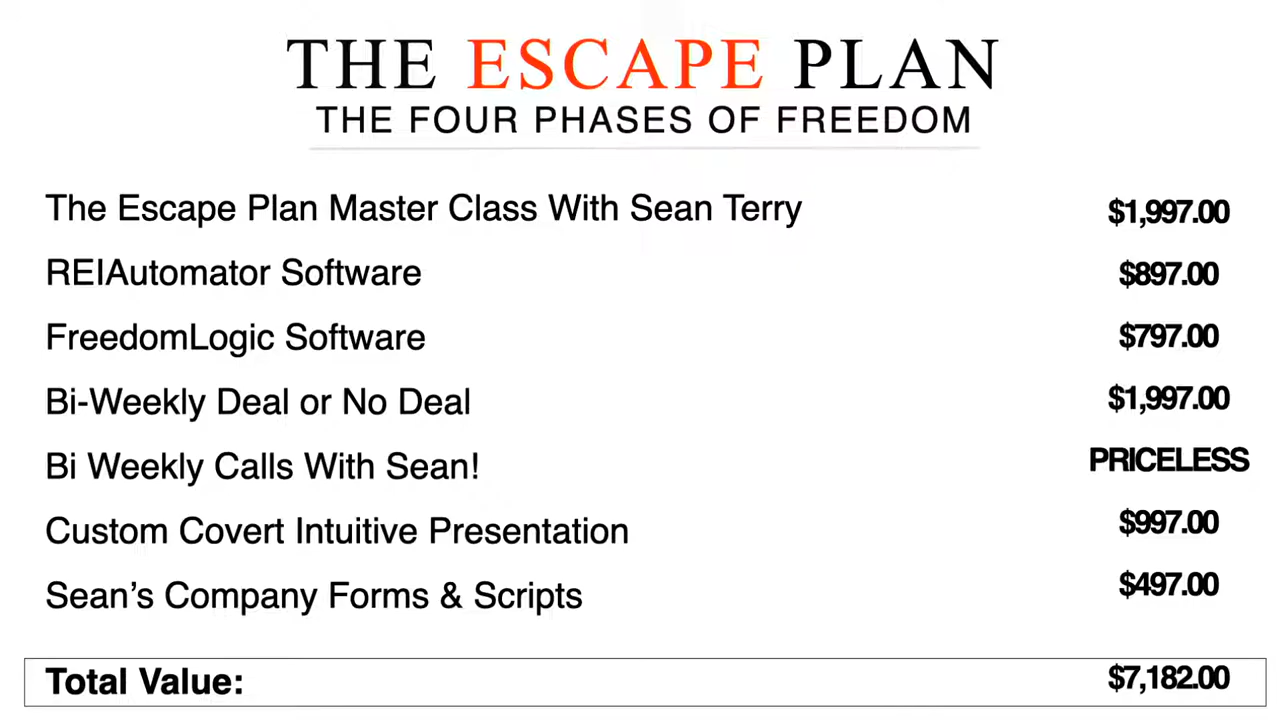 THE ESCAPE PLAN
THE FOUR PHASES OF FREEDOM
The Escape Plan Master Class With Sean Terry $1,997.00
REIAutomator Software $897.00
FreedomLogic Software $797.00
Bi-Weekly Deal or No Deal $1,997.00
Bi Weekly Calls With Sean! PRICELESS
Custom Covert Intuitive Presentation $997.00
Sean’s Company Forms & Scripts $497.00
Total Value: $7,182.00